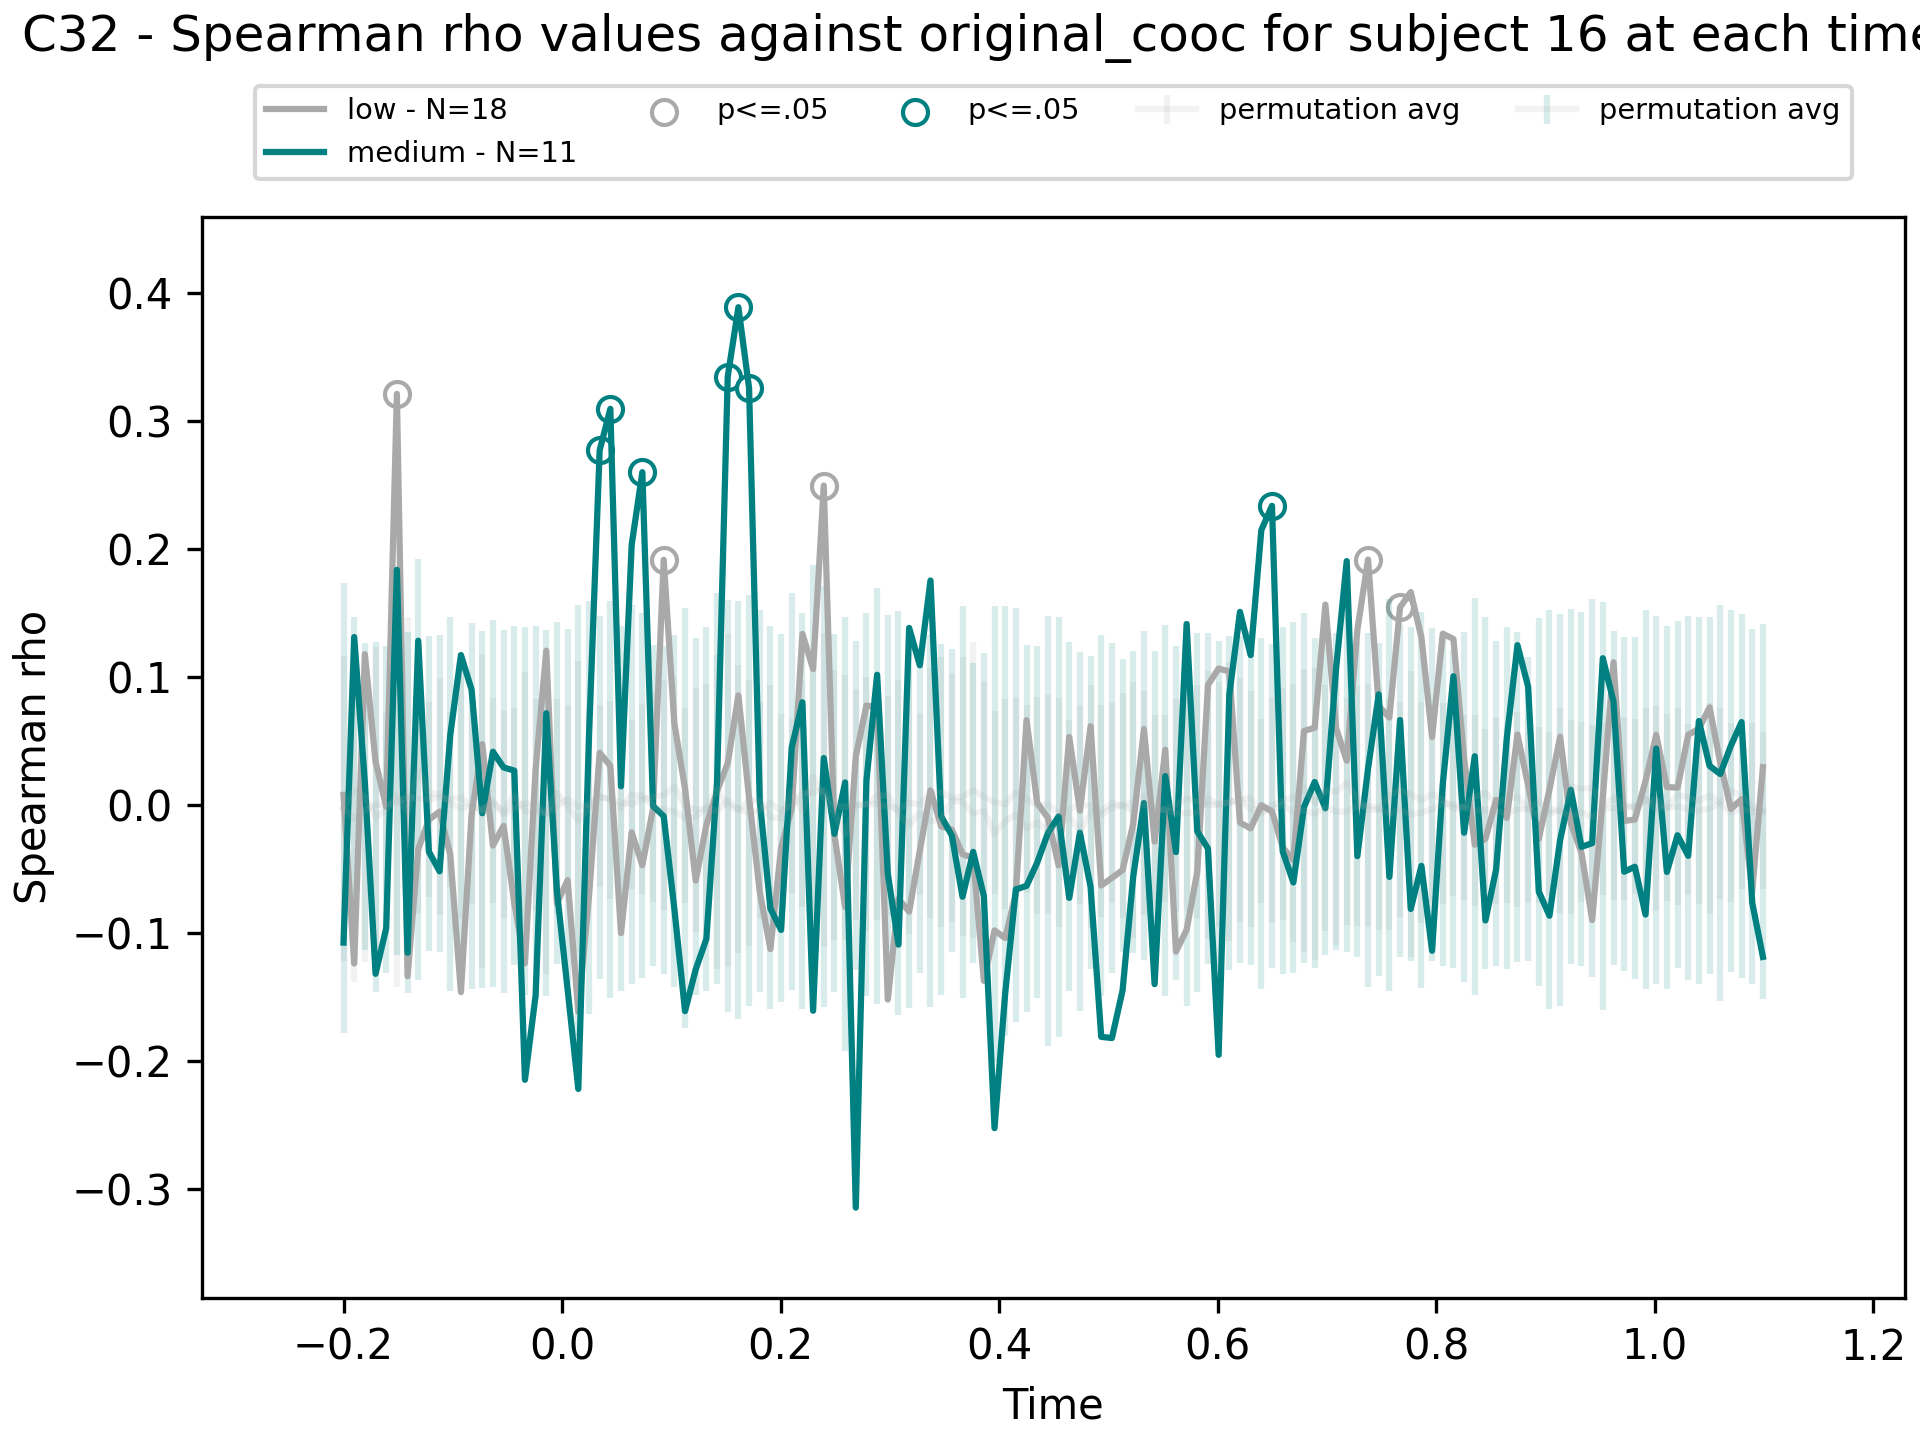 C32 - Spearman rho values against original_cooc for subject 16 at each time
low - N=18
medium - N=11
p<=.05
p<=.05
permutation avg
permutation avg
Spearman rho
0.4
0.3
0.2
0.1
0.0
−0.1
−0.2
−0.3
−0.2 0.0 0.2 0.4 0.6 0.8 1.0 1.2
Time